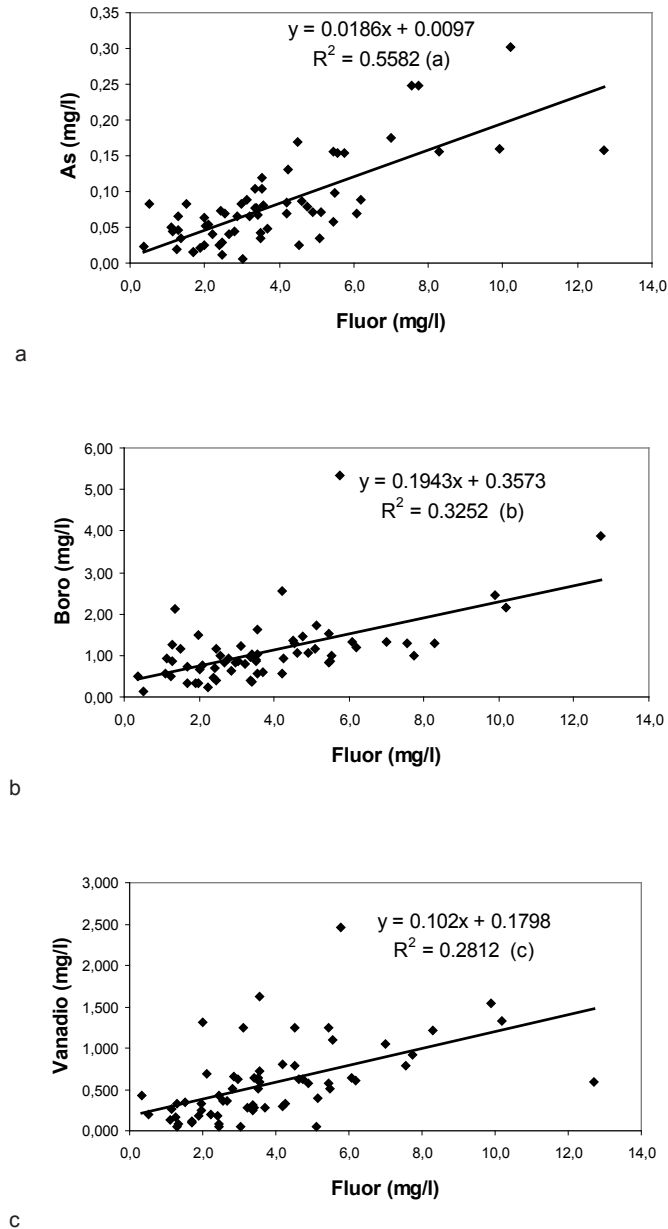 y = 0.0186x + 0.0097
R² = 0.5582 (a)
0,35
0,30
0,25
0,20
0,15
0,10
0,05
0,00
As (mg/l)
0,0 2,0 4,0 6,0 8,0 10,0 12,0 14,0
Fluor (mg/l)
a
y = 0.1943x + 0.3573
R² = 0.3252 (b)
6,00
5,00
4,00
3,00
2,00
1,00
0,00
Boro (mg/l)
0,0 2,0 4,0 6,0 8,0 10,0 12,0 14,0
Fluor (mg/l)
b
y = 0.102x + 0.1798
R² = 0.2812 (c)
3,000
2,500
2,000
1,500
1,000
0,500
0,000
Vanadio (mg/l)
0,0 2,0 4,0 6,0 8,0 10,0 12,0 14,0
Fluor (mg/l)
c